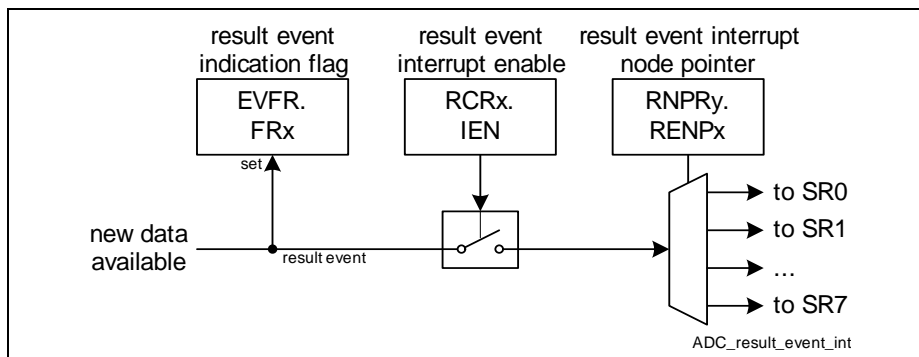 result event
indication flag
result event
interrupt enable
result event interrupt
node pointer
EVFR.
FRx
RCRx.
IEN
RNPRy.
RENPx
set
new data
available
result event
to SR0
to SR1
...
to SR7
ADC_result_event_int